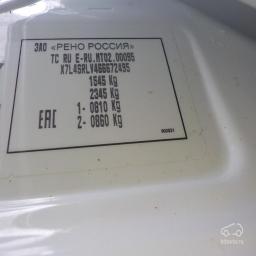 ЗАО «РЕНО РОССИЯ»
ТС RU E-RU.MT02.00095
X7L4SRLV466672495
1545 Kg
2345 Kg
1- 0810 Kg
EAC 2- 0860 Kg